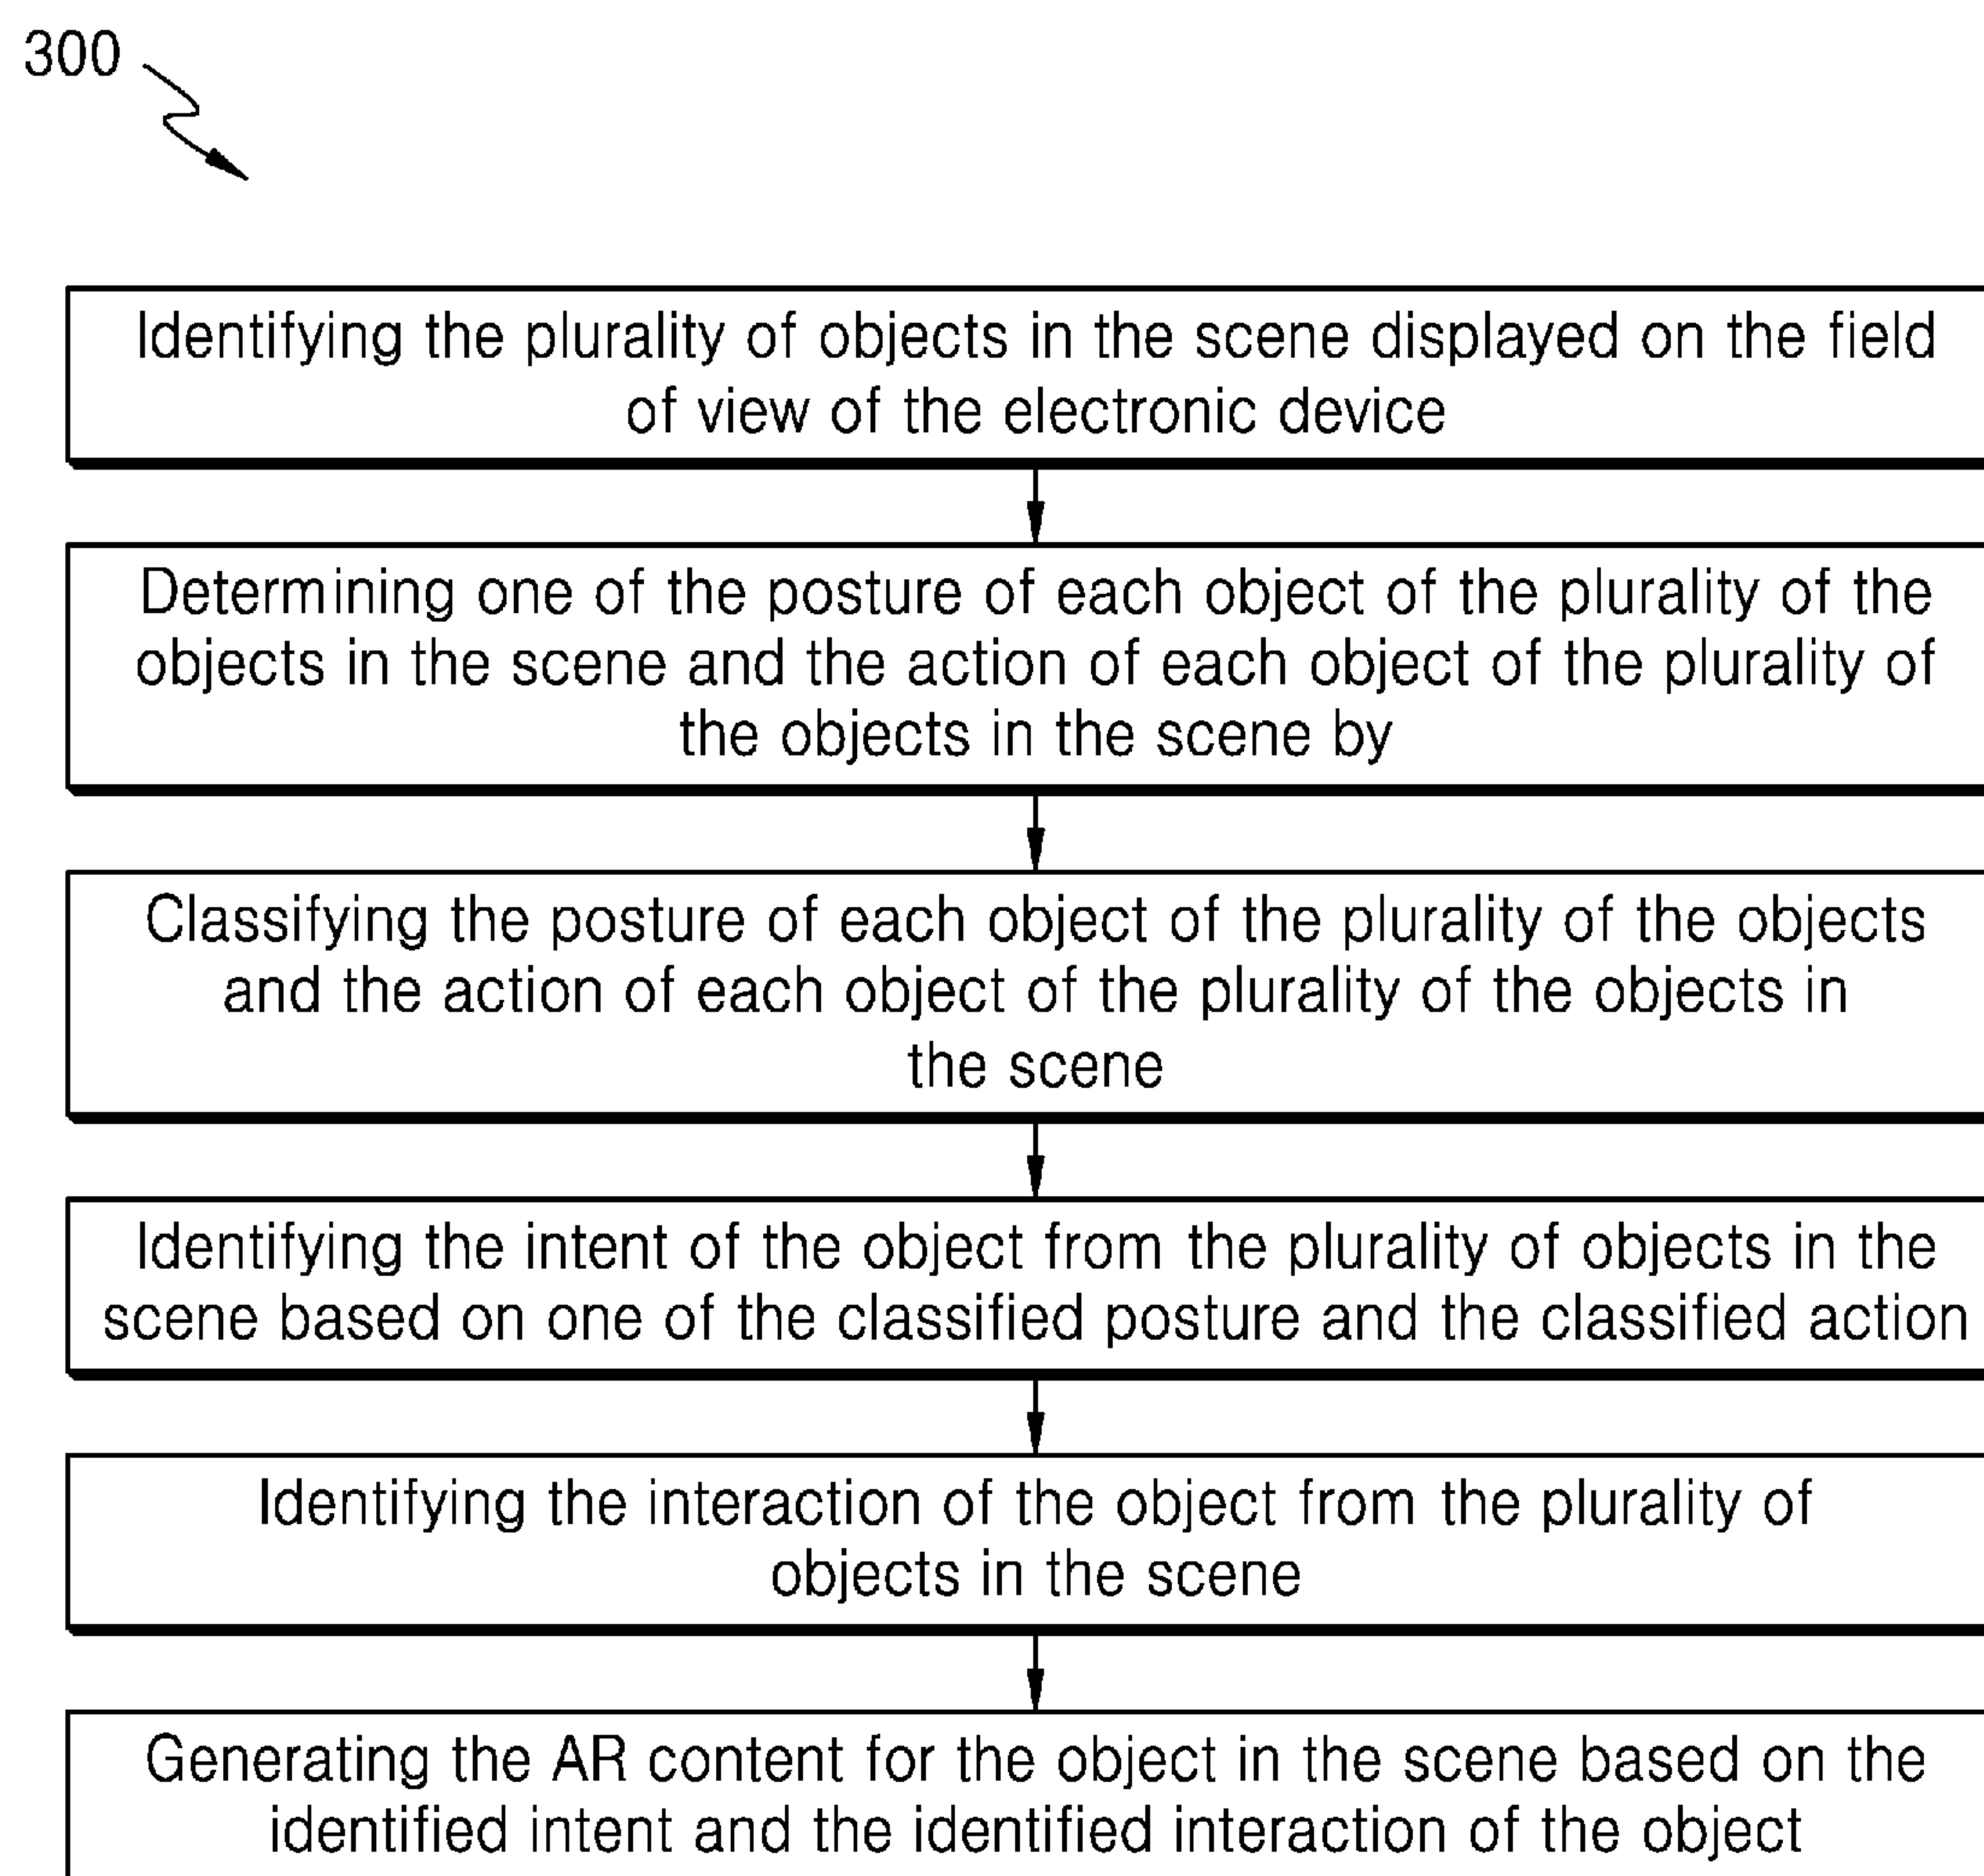 300
Identifying the plurality of objects in the scene displayed on the field
of view of the electronic device
Determining one of the posture of each object of the plurality of the
objects in the scene and the action of each object of the plurality of
the objects in the scene by
Classifying the posture of each object of the plurality of the objects
and the action of each object of the plurality of the objects in
the scene
Identifying the intent of the object from the plurality of objects in the
scene based on one of the classified posture and the classified action
Identifying the interaction of the object from the plurality of
objects in the scene
Generating the AR content for the object in the scene based on the
identified intent and the identified interaction of the object